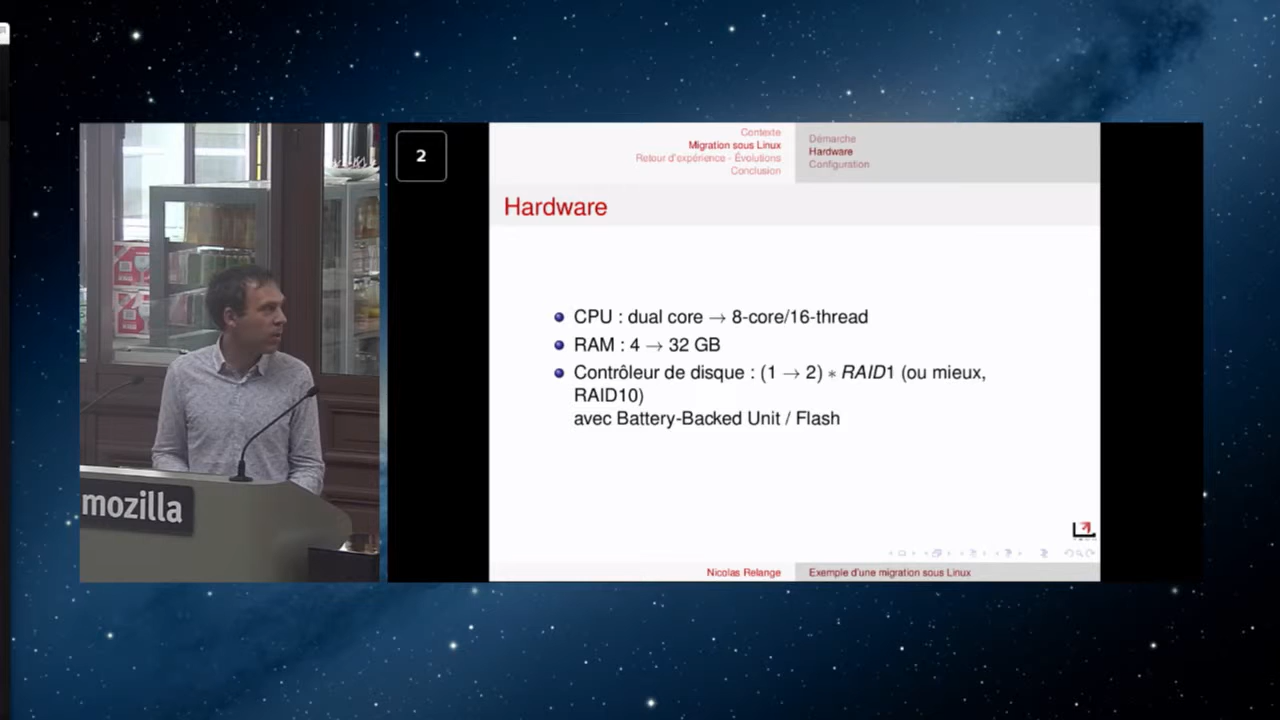 2
Contexte
Migration sous Linux
Retour d'expérience - Évolutions
Conclusion
Démarche
Hardware
Configuration
Hardware
CPU : dual core → 8-core/16-thread
RAM : 4 → 32 GB
Contrôleur de disque : (1 → 2) * RAID1 (ou mieux,
RAID10)
avec Battery-Backed Unit / Flash
Nicolas Relange
Exemple d'une migration sous Linux
mozilla